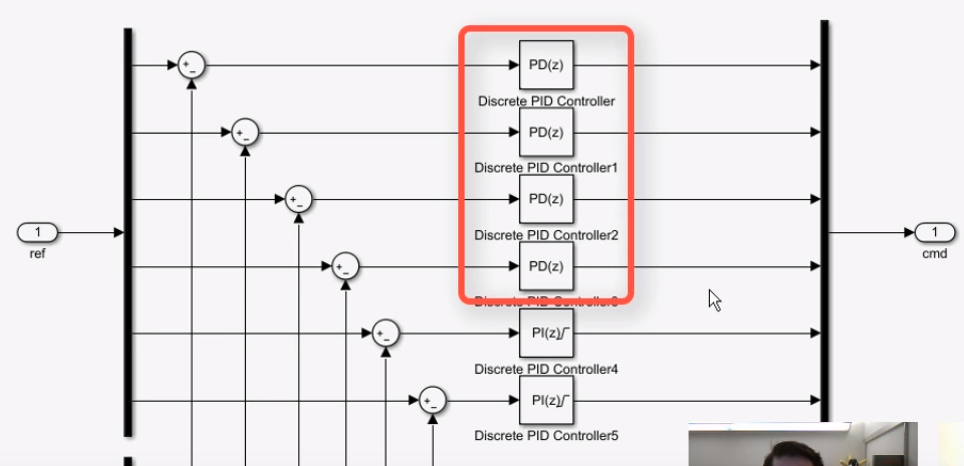 +
_
PD(z)
Discrete PID Controller
+
_
PD(z)
Discrete PID Controller1
+
_
PD(z)
Discrete PID Controller2
1
ref
1
cmd
+
_
PD(z)
Discrete PID Controller3
+
_
PI(z)
Discrete PID Controller4
+
_
PI(z)
Discrete PID Controller5